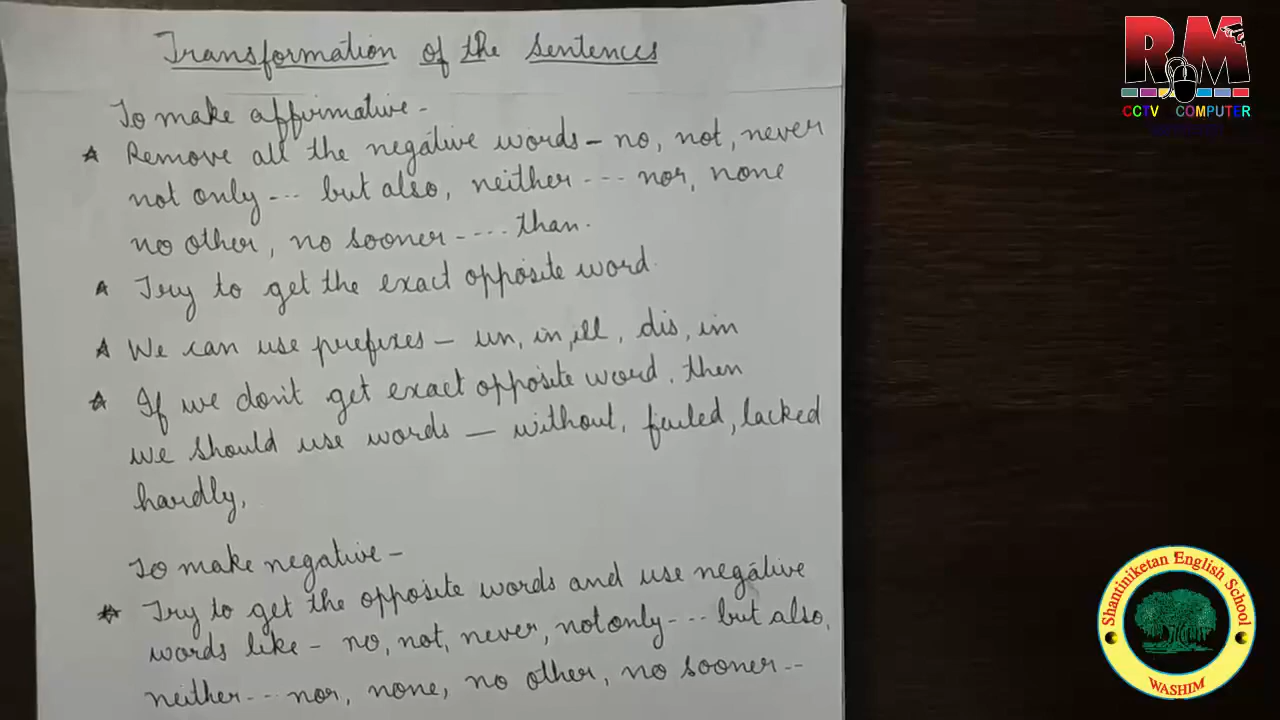 Transformation of the Sentences
To make affirmative -
Remove all the negative words - no, not, never
not only --- but also, neither --- nor, none
no other, no sooner ---- than.
Try to get the exact opposite word.
We can use prefixes - un, in, ill, dis, im
If we don't get exact opposite word, then
we should use words - without, failed, lacked
hardly,
To make negative -
Try to get the opposite words and use negative
words like - no, not, never, not only --- but also,
neither --- nor, none, no other, no sooner --
RM
CCTV COMPUTER
Shantiniketan English School
WASHIM